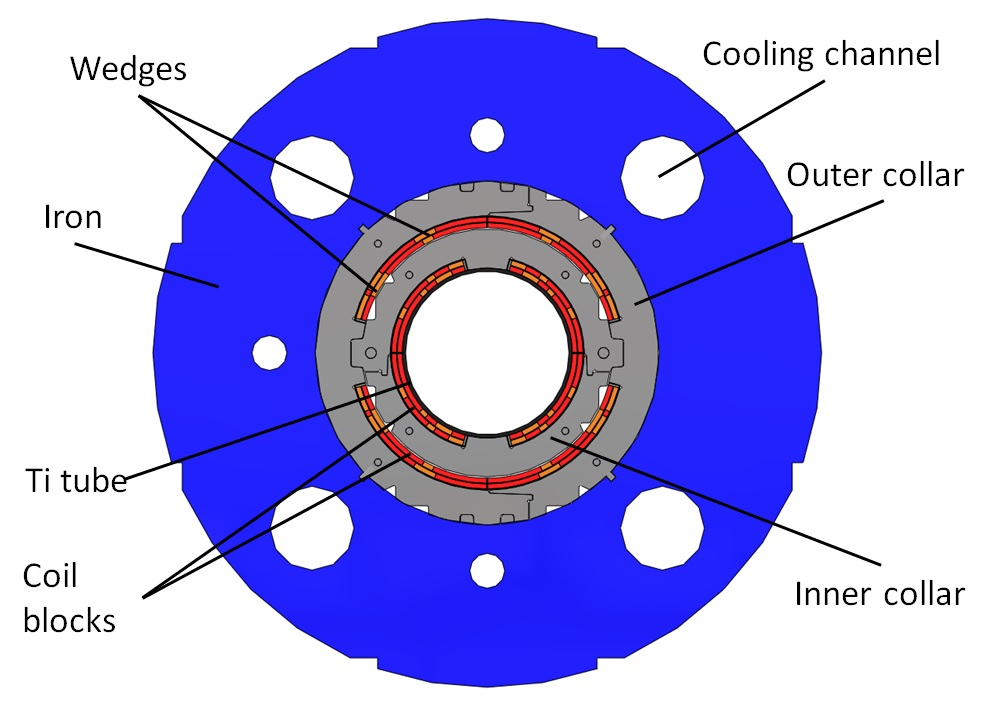 Wedges
Cooling channel
Outer collar
Iron
Ti tube
Coil
blocks
Inner collar